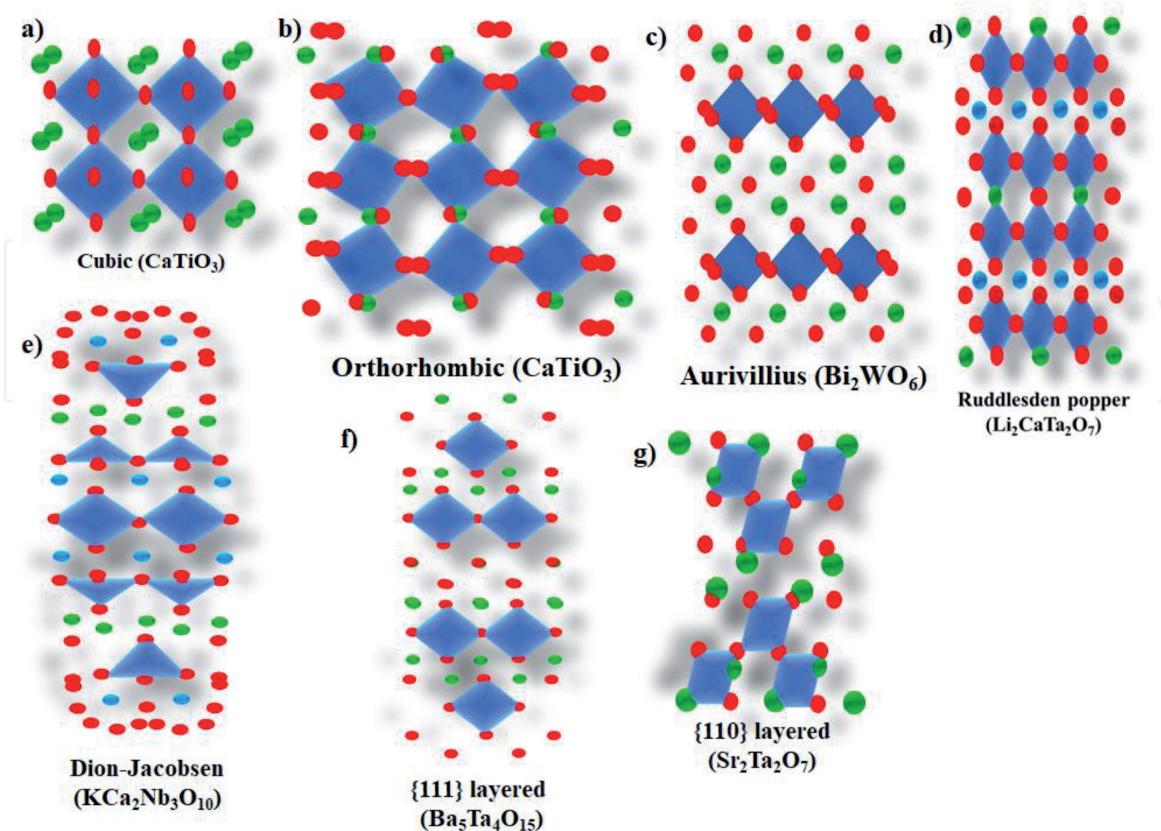 a)
Cubic (CaTiO₃)
b)
Orthorhombic (CaTiO₃)
c)
Aurivillius (Bi₂WO₆)
d)
Ruddlesden popper
(Li₂CaTa₂O₇)
e)
Dion-Jacobsen
(KCa₂Nb₃O₁₀)
f)
{111} layered
(Ba₅Ta₄O₁₅)
g)
{110} layered
(Sr₂Ta₂O₇)